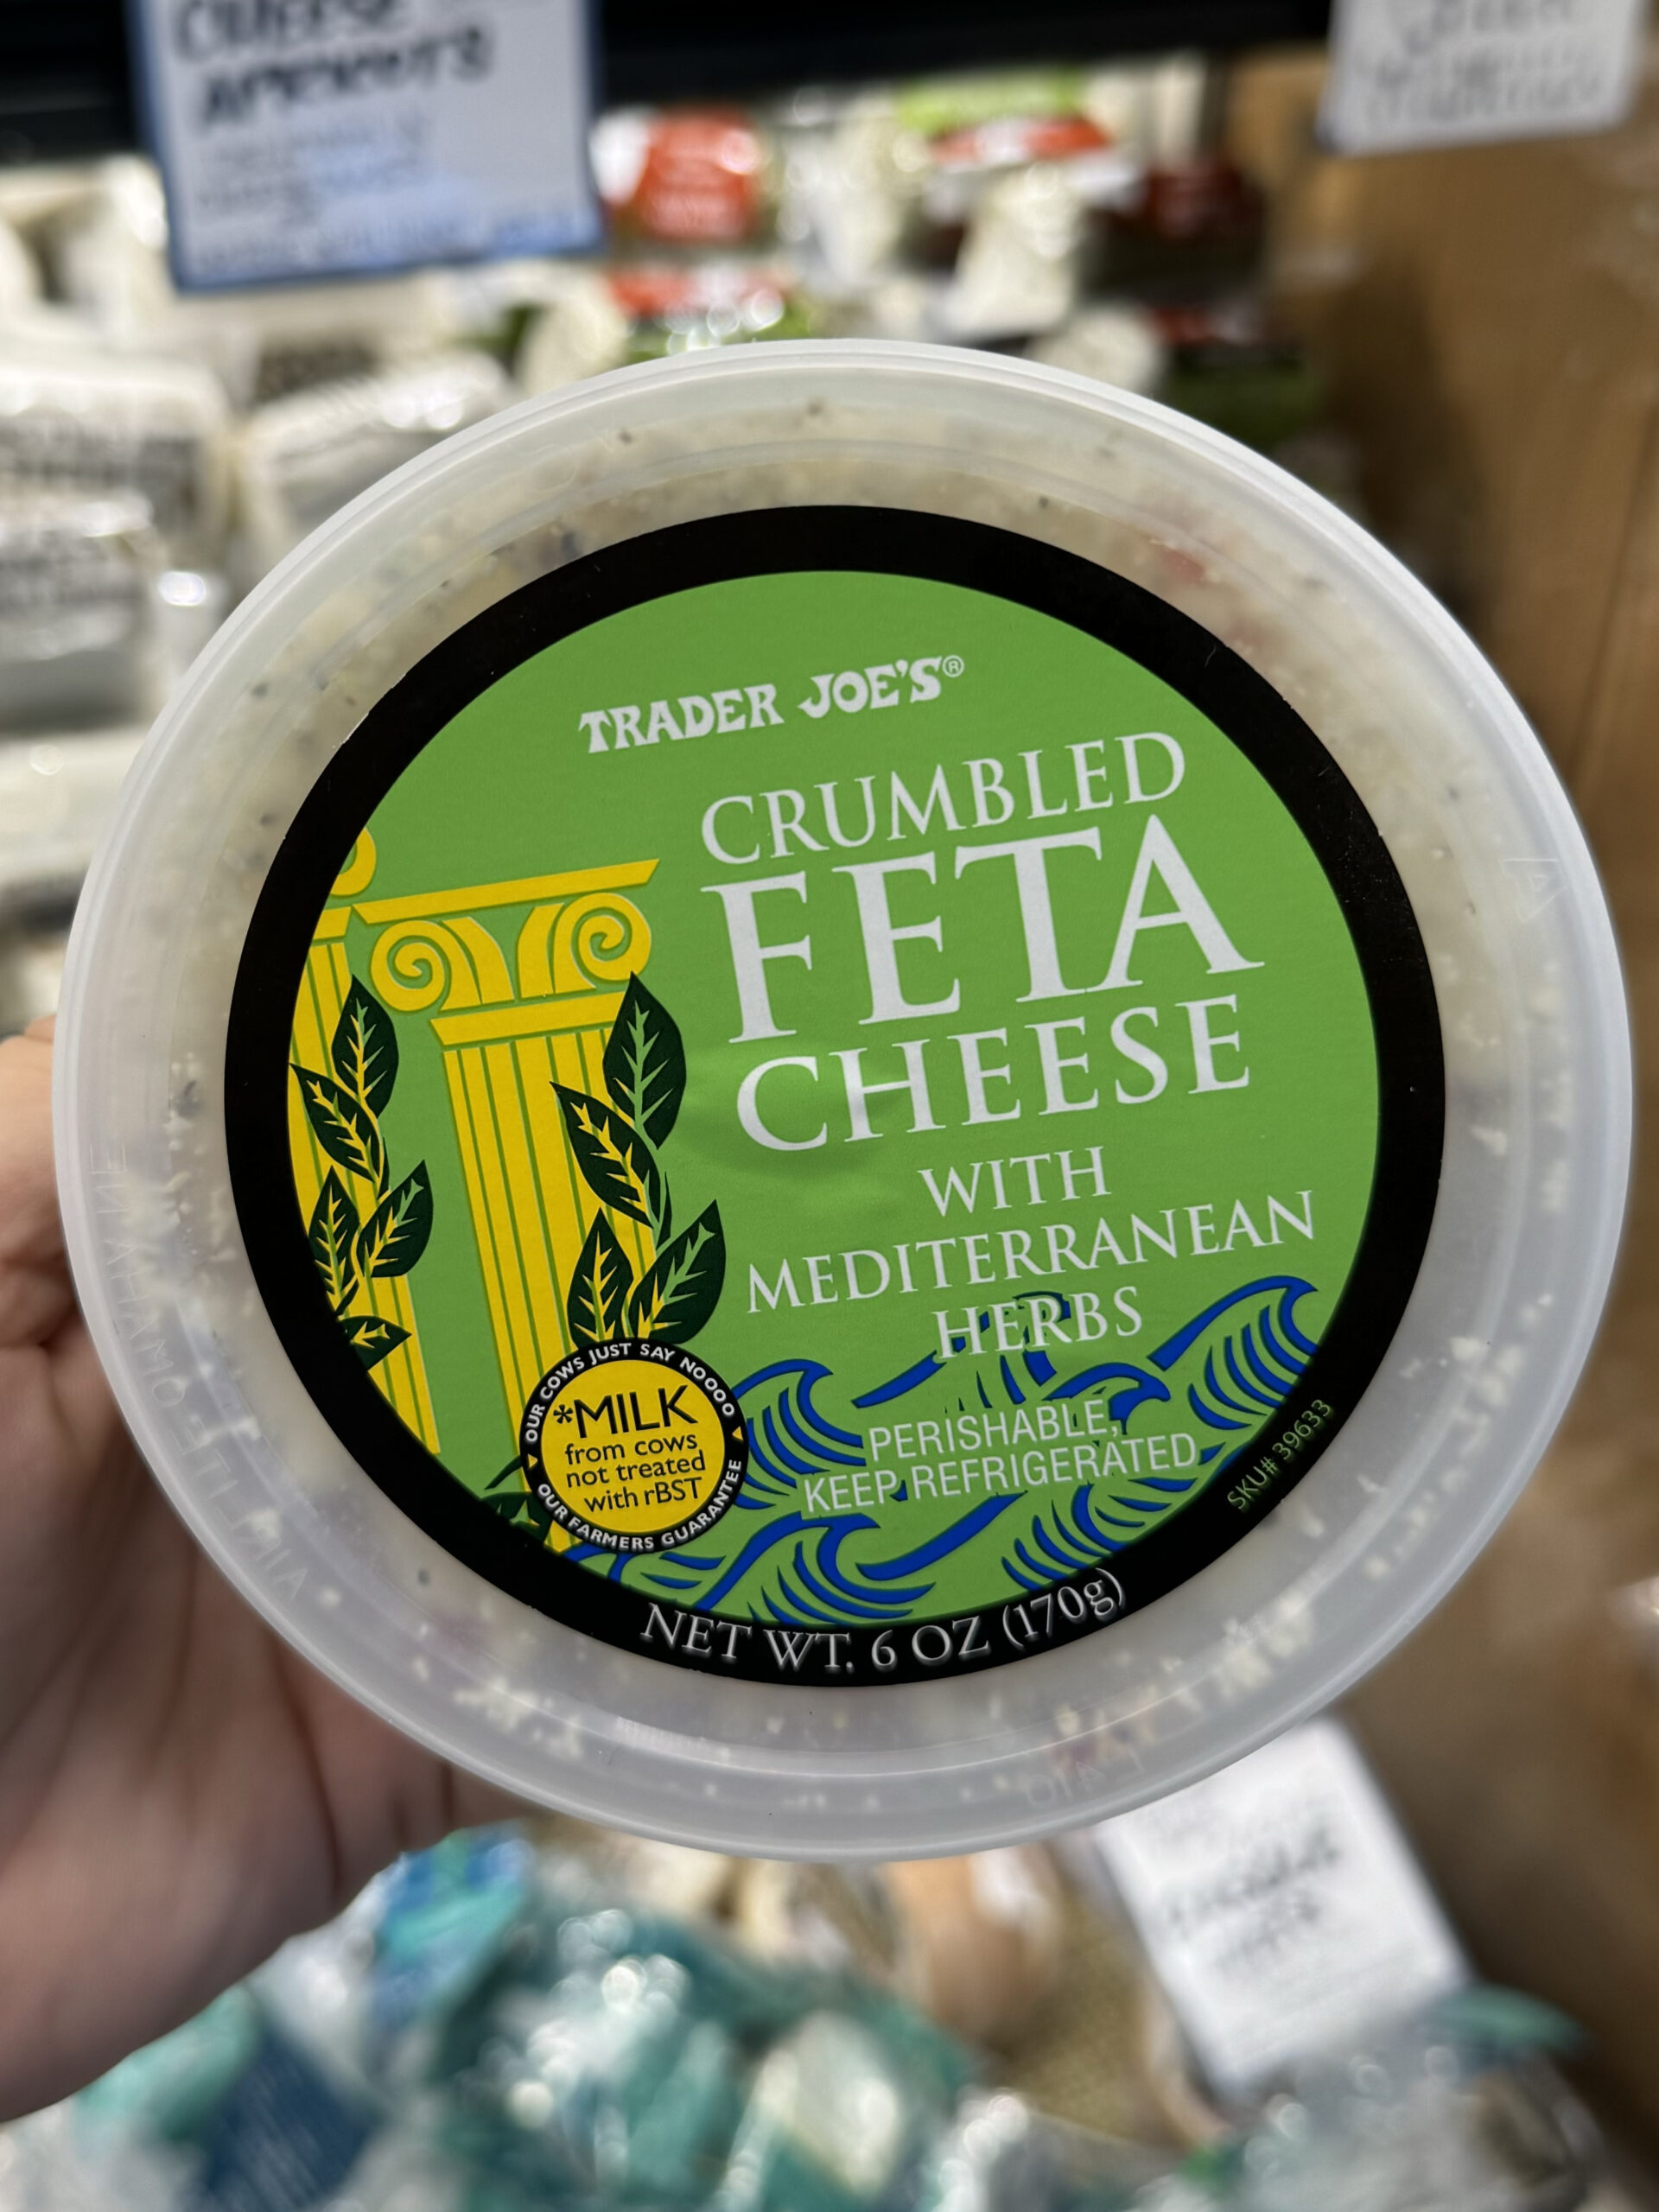 CHEESE
TRADER JOE'S®
CRUMBLED
FETA
CHEESE
WITH
MEDITERRANEAN
HERBS
OUR COWS JUST SAY NOOOO
*MILK
from cows
not treated
with rBST
OUR FARMERS GUARANTEE
PERISHABLE,
KEEP REFRIGERATED
SKU# 39633
NET WT. 6 OZ (170g)